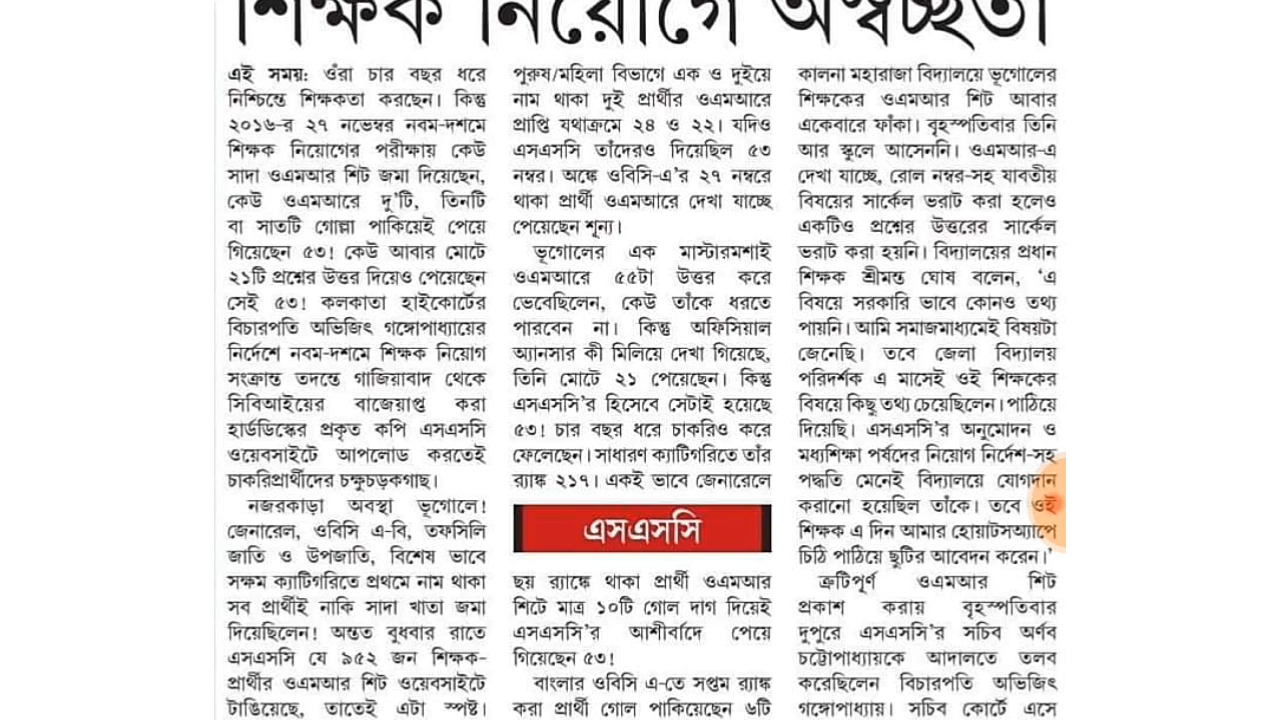 শিক্ষক নিয়োগে অস্বচ্ছতা
এই সময়: ওঁরা চার বছর ধরে
নিশ্চিন্তে শিক্ষকতা করছেন। কিন্তু
২০১৬-র ২৭ নভেম্বর নবম-দশমে
শিক্ষক নিয়োগের পরীক্ষায় কেউ
সাদা ওএমআর শিট জমা দিয়েছেন,
কেউ ওএমআরে দু'টি, তিনটি
বা সাতটি গোল্লা পাকিয়েই পেয়ে
গিয়েছেন ৫৩! কেউ আবার মোটে
২১টি প্রশ্নের উত্তর দিয়েও পেয়েছেন
সেই ৫৩! কলকাতা হাইকোর্টের
বিচারপতি অভিজিৎ গঙ্গোপাধ্যায়ের
নির্দেশে নবম-দশমে শিক্ষক নিয়োগ
সংক্রান্ত তদন্তে গাজিয়াবাদ থেকে
সিবিআইয়ের বাজেয়াপ্ত করা
হার্ডডিস্কের প্রকৃত কপি এসএসসি
ওয়েবসাইটে আপলোড করতেই
চাকরিপ্রার্থীদের চক্ষুচড়কগাছ।
নজরকাড়া অবস্থা ভূগোলে!
জেনারেল, ওবিসি এ-বি, তফসিলি
জাতি ও উপজাতি, বিশেষ ভাবে
সক্ষম ক্যাটিগরিতে প্রথমে নাম থাকা
সব প্রার্থীই নাকি সাদা খাতা জমা
দিয়েছিলেন! অন্তত বুধবার রাতে
এসএসসি যে ৯৫২ জন শিক্ষক-
প্রার্থীর ওএমআর শিট ওয়েবসাইটে
টাঙিয়েছে, তাতেই এটা স্পষ্ট।
পুরুষ/মহিলা বিভাগে এক ও দুইয়ে
নাম থাকা দুই প্রার্থীর ওএমআরে
প্রাপ্তি যথাক্রমে ২৪ ও ২২। যদিও
এসএসসি তাঁদেরও দিয়েছিল ৫৩
নম্বর। অঙ্কে ওবিসি-এ'র ২৭ নম্বরে
থাকা প্রার্থী ওএমআরে দেখা যাচ্ছে
পেয়েছেন শূন্য।
ভূগোলের এক মাস্টারমশাই
ওএমআরে ৫৫টা উত্তর করে
ভেবেছিলেন, কেউ তাঁকে ধরতে
পারবেন না। কিন্তু অফিসিয়াল
অ্যানসার কী মিলিয়ে দেখা গিয়েছে,
তিনি মোটে ২১ পেয়েছেন। কিন্তু
এসএসসি'র হিসেবে সেটাই হয়েছে
৫৩! চার বছর ধরে চাকরিও করে
ফেলেছেন। সাধারণ ক্যাটিগরিতে তাঁর
র‍্যাঙ্ক ২১৭। একই ভাবে জেনারেলে
এসএসসি
ছয় র‍্যাঙ্কে থাকা প্রার্থী ওএমআর
শিটে মাত্র ১০টি গোল দাগ দিয়েই
এসএসসি'র আশীর্বাদে পেয়ে
গিয়েছেন ৫৩!
বাংলার ওবিসি এ-তে সপ্তম র‍্যাঙ্ক
করা প্রার্থী গোল পাকিয়েছেন ৬টি
কালনা মহারাজা বিদ্যালয়ে ভূগোলের
শিক্ষকের ওএমআর শিট আবার
একেবারে ফাঁকা। বৃহস্পতিবার তিনি
আর স্কুলে আসেননি। ওএমআর-এ
দেখা যাচ্ছে, রোল নম্বর-সহ যাবতীয়
বিষয়ের সার্কেল ভরাট করা হলেও
একটিও প্রশ্নের উত্তরের সার্কেল
ভরাট করা হয়নি। বিদ্যালয়ের প্রধান
শিক্ষক শ্রীমন্ত ঘোষ বলেন, 'এ
বিষয়ে সরকারি ভাবে কোনও তথ্য
পায়নি। আমি সমাজমাধ্যমেই বিষয়টা
জেনেছি। তবে জেলা বিদ্যালয়
পরিদর্শক এ মাসেই ওই শিক্ষকের
বিষয়ে কিছু তথ্য চেয়েছিলেন। পাঠিয়ে
দিয়েছি। এসএসসি'র অনুমোদন ও
মধ্যশিক্ষা পর্ষদের নিয়োগ নির্দেশ-সহ
পদ্ধতি মেনেই বিদ্যালয়ে যোগদান
করানো হয়েছিল তাঁকে। তবে ওই
শিক্ষক এ দিন আমার হোয়াটসঅ্যাপে
চিঠি পাঠিয়ে ছুটির আবেদন করেন।'
ত্রুটিপূর্ণ ওএমআর শিট
প্রকাশ করায় বৃহস্পতিবার
দুপুরে এসএসসি'র সচিব অর্ণব
চট্টোপাধ্যায়কে আদালতে তলব
করেছিলেন বিচারপতি অভিজিৎ
গঙ্গোপাধ্যায়। সচিব কোর্টে এসে